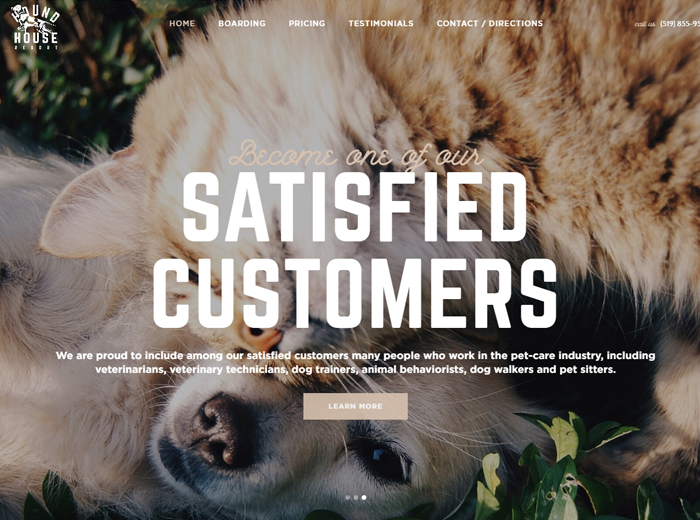 HOUND
HOUSE
RESORT
HOME BOARDING PRICING TESTIMONIALS CONTACT / DIRECTIONS
call us (519) 855-95
Become one of our
SATISFIED
CUSTOMERS
We are proud to include among our satisfied customers many people who work in the pet-care industry, including
veterinarians, veterinary technicians, dog trainers, animal behaviorists, dog walkers and pet sitters.
LEARN MORE